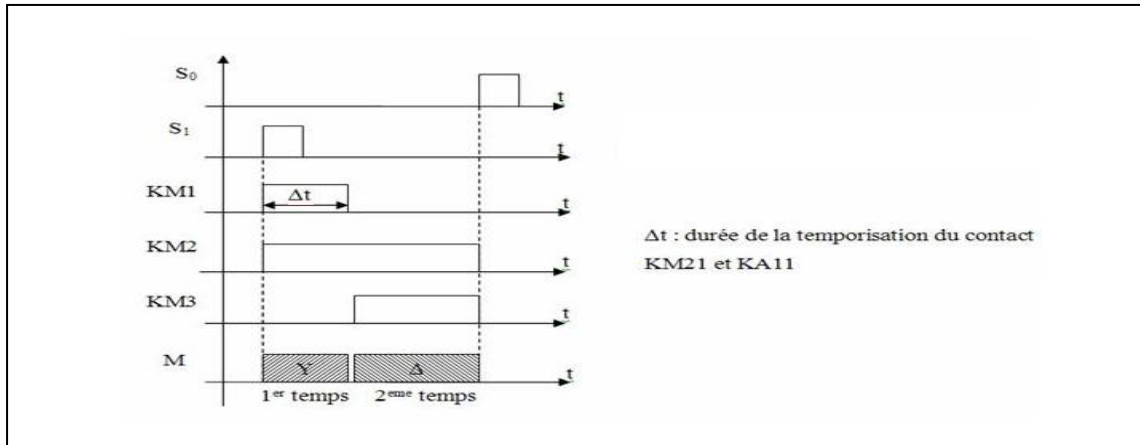 S₀
t
S₁
t
KM1
Δt
t
KM2
t
KM3
t
M
Y
Δ
t
1er temps
2eme temps
Δt : durée de la temporisation du contact
KM21 et KA11